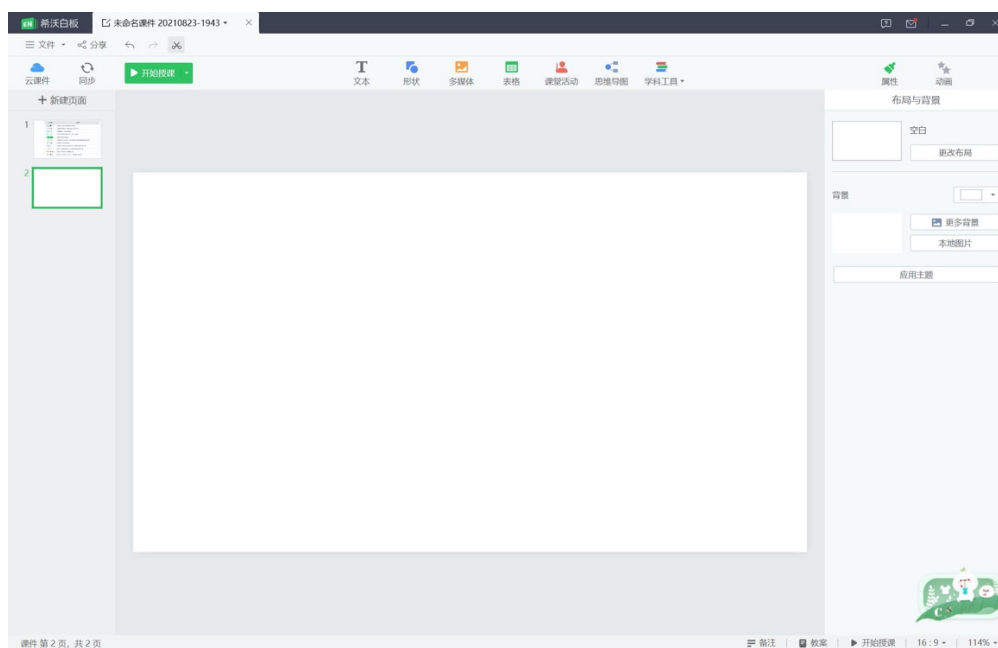 希沃白板 未命名课件 20210823-1943
文件 分享
云课件 同步 开始授课 文本 形状 多媒体 表格 课堂活动 思维导图 学科工具 属性 动画
新建页面 布局与背景
1
空白
更改布局
2
背景
更多背景
本地图片
应用主题
课件 第 2 页, 共 2 页 备注 教案 开始授课 16 : 9 114%